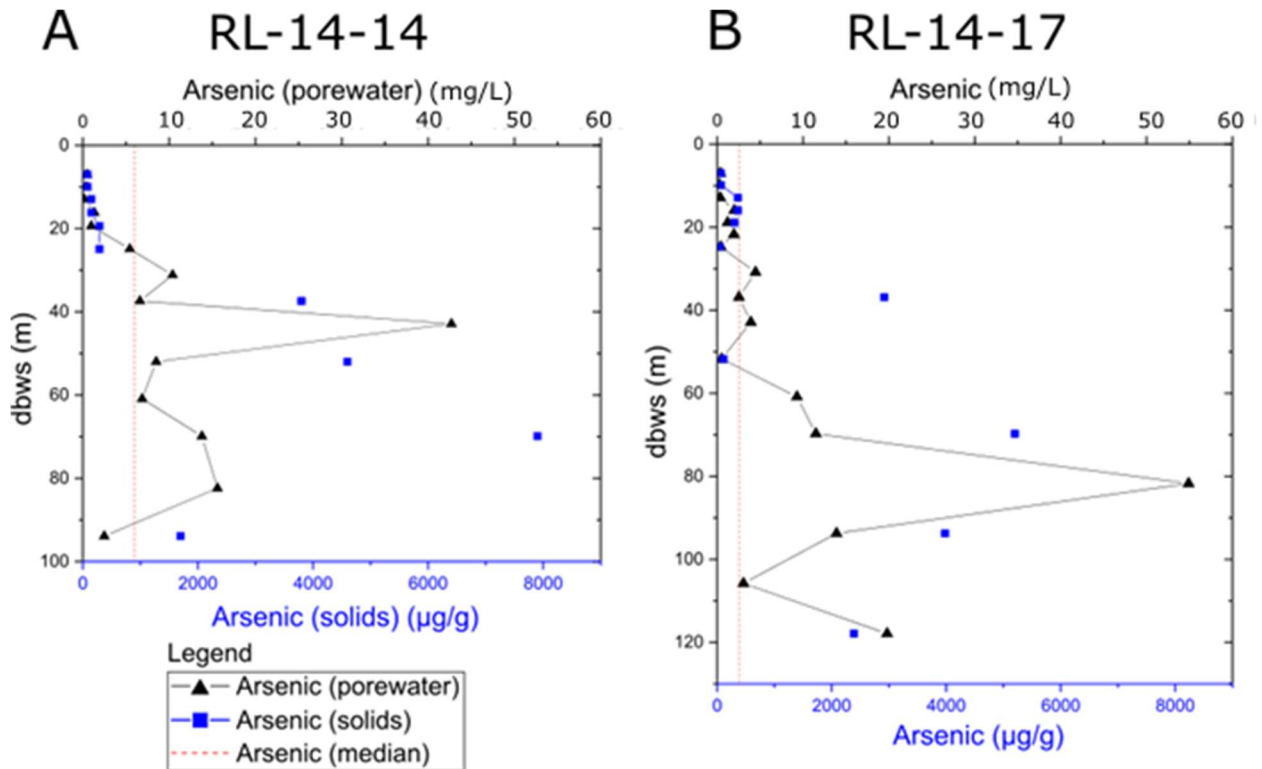 A RL-14-14
Arsenic (porewater) (mg/L)
0 10 20 30 40 50 60
0
20
40
60
80
100
dbws (m)
0 2000 4000 6000 8000
Arsenic (solids) (µg/g)
Legend
Arsenic (porewater)
Arsenic (solids)
Arsenic (median)
B RL-14-17
Arsenic (mg/L)
0 10 20 30 40 50 60
0
20
40
60
80
100
120
dbws (m)
0 2000 4000 6000 8000
Arsenic (µg/g)